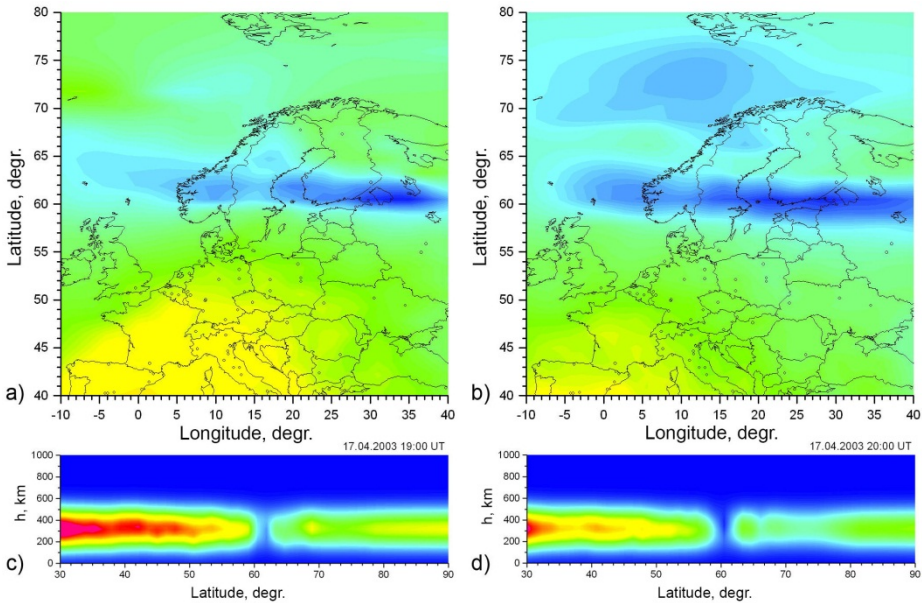 80
75
70
65
60
55
50
45
40
Latitude, degr.
a)
-10 -5 0 5 10 15 20 25 30 35 40
Longitude, degr.
80
75
70
65
60
55
50
45
40
Latitude, degr.
b)
-10 -5 0 5 10 15 20 25 30 35 40
Longitude, degr.
17.04.2003 19:00 UT
1000
800
600
400
200
0
h, km
c)
30 40 50 60 70 80 90
Latitude, degr.
17.04.2003 20:00 UT
1000
800
600
400
200
0
h, km
d)
30 40 50 60 70 80 90
Latitude, degr.